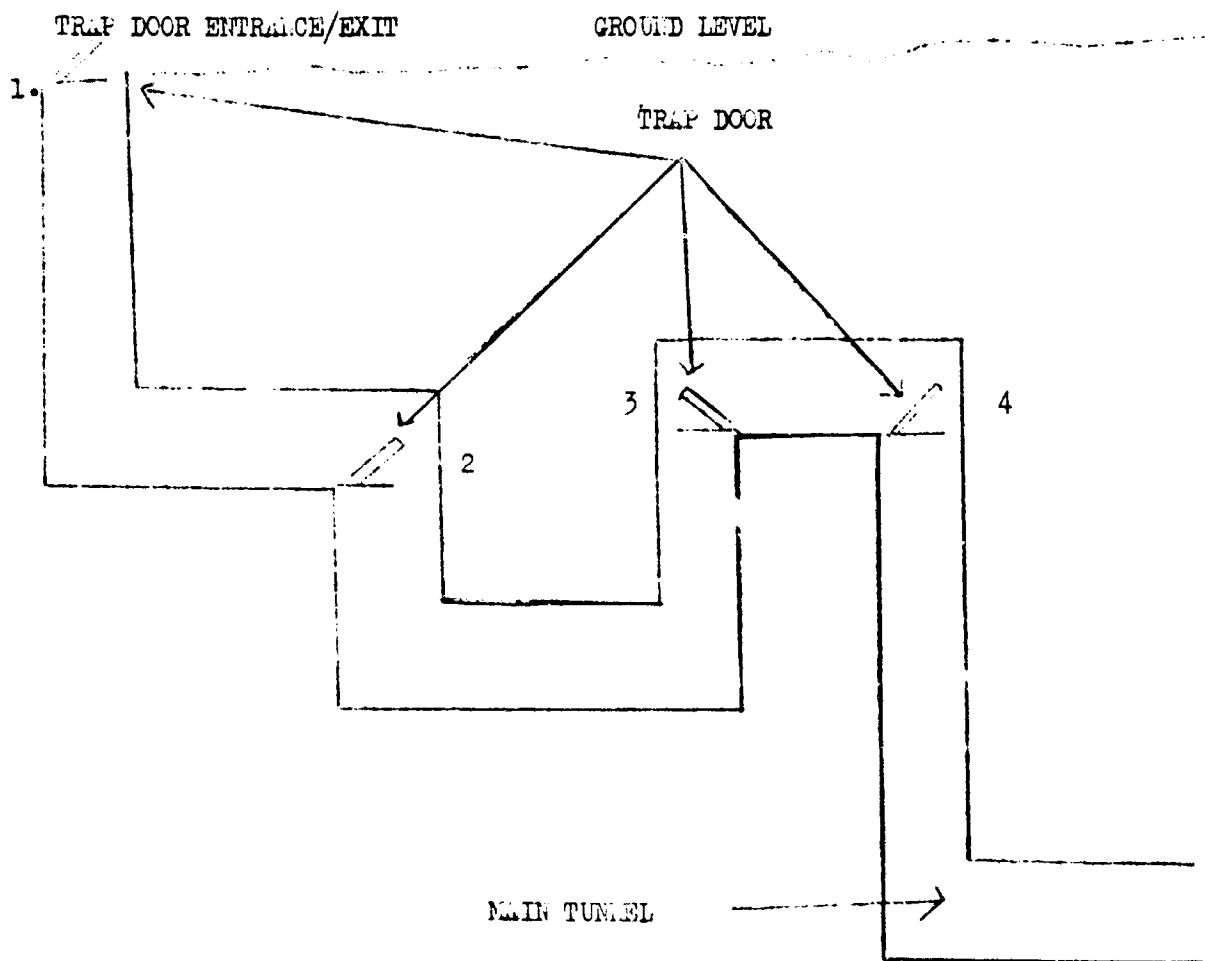 TRAP DOOR ENTRANCE/EXIT
GROUND LEVEL
1.
TRAP DOOR
3
4
2
MAIN TUNNEL